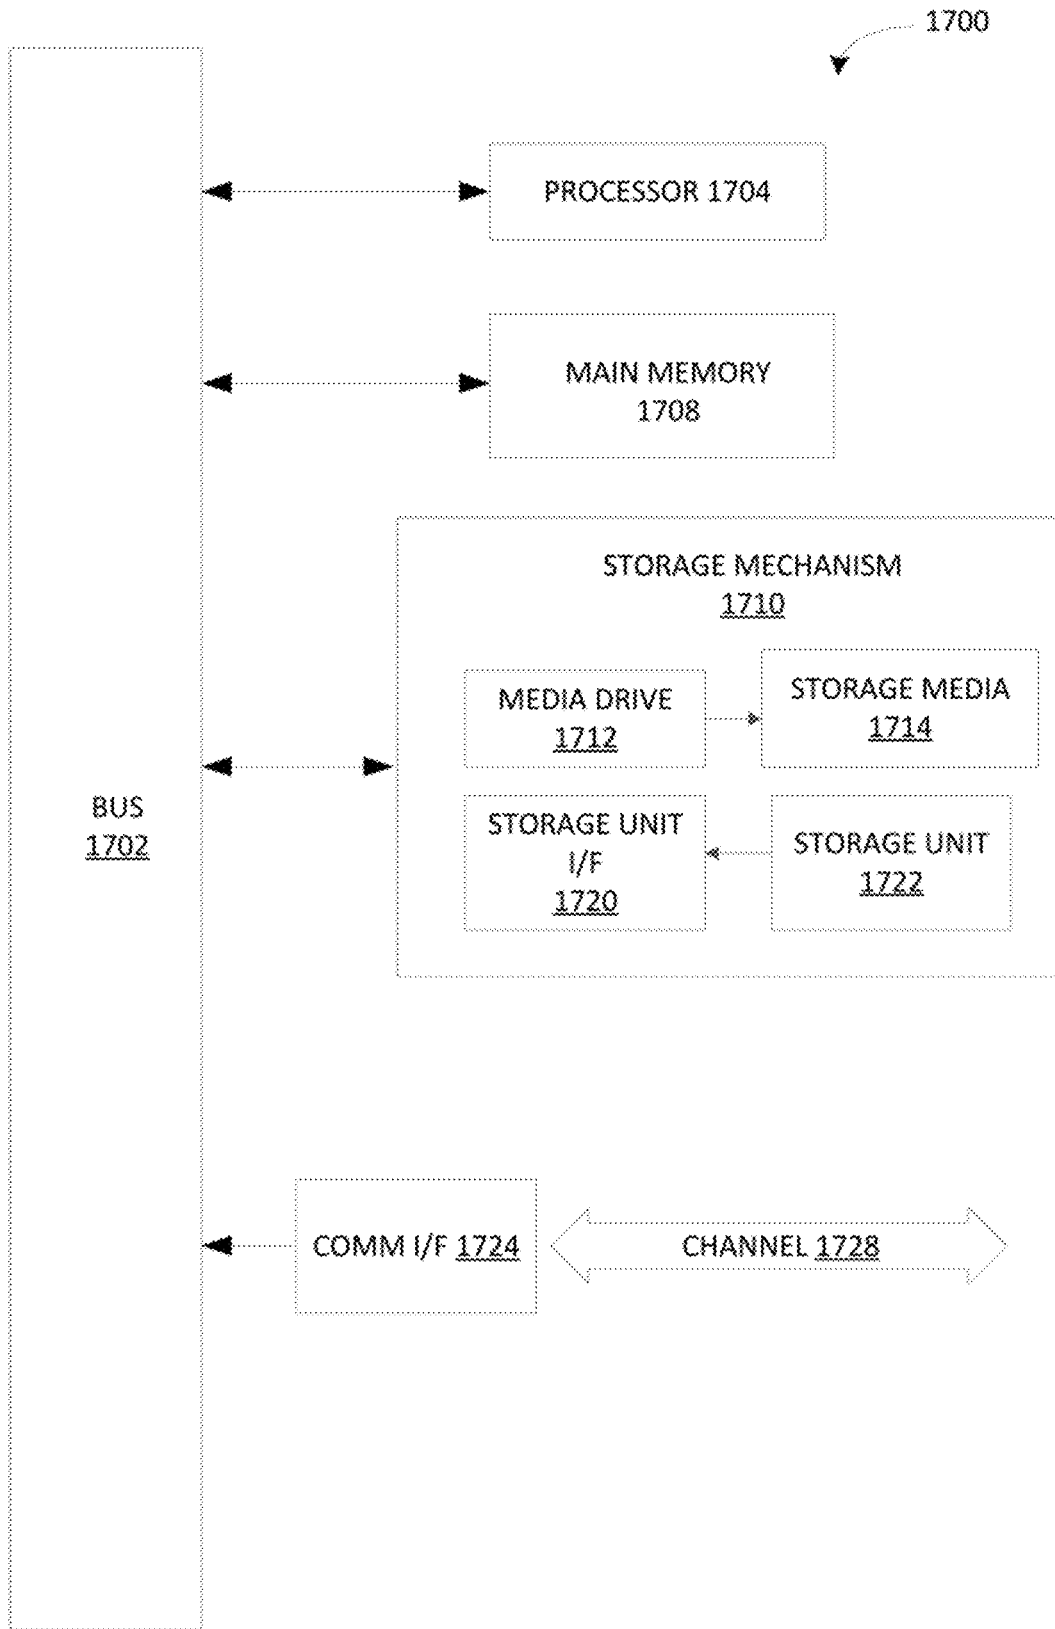 1700
PROCESSOR 1704
MAIN MEMORY
1708
STORAGE MECHANISM
1710
MEDIA DRIVE
1712
STORAGE MEDIA
1714
BUS
1702
STORAGE UNIT
I/F
1720
STORAGE UNIT
1722
COMM I/F 1724
CHANNEL 1728